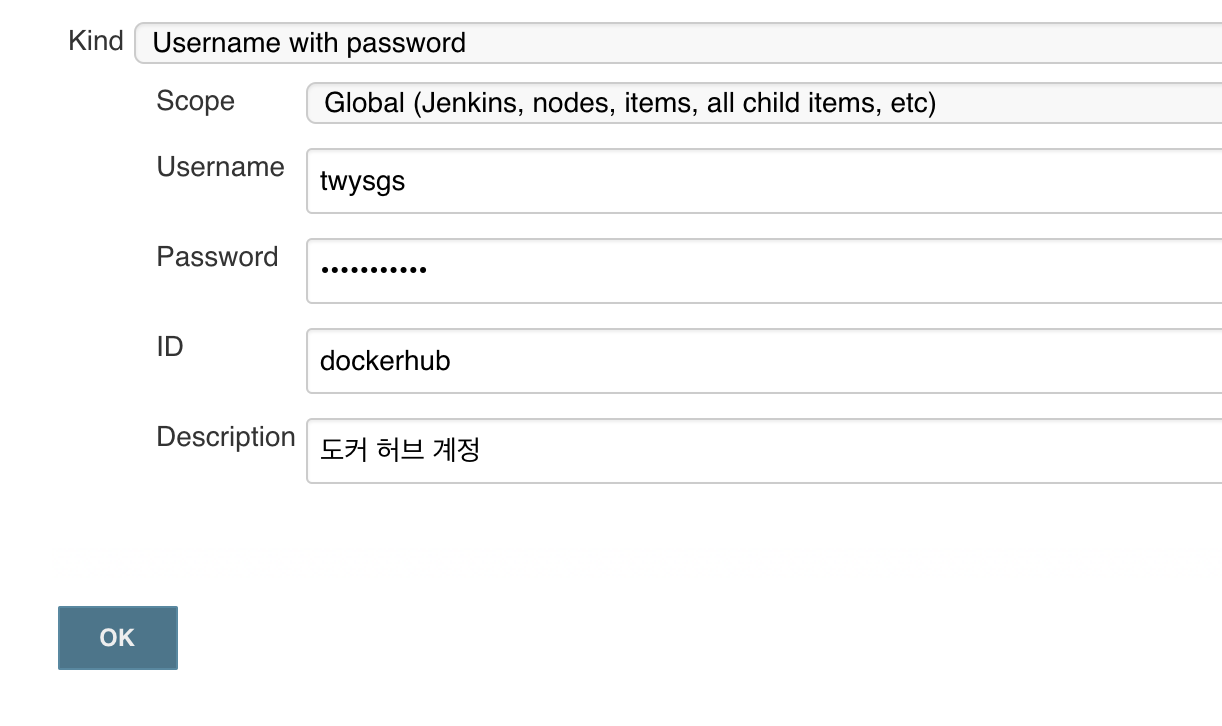 Kind Username with password
Scope Global (Jenkins, nodes, items, all child items, etc)
Username twysgs
Password •••••••••••
ID dockerhub
Description 도커 허브 계정
OK